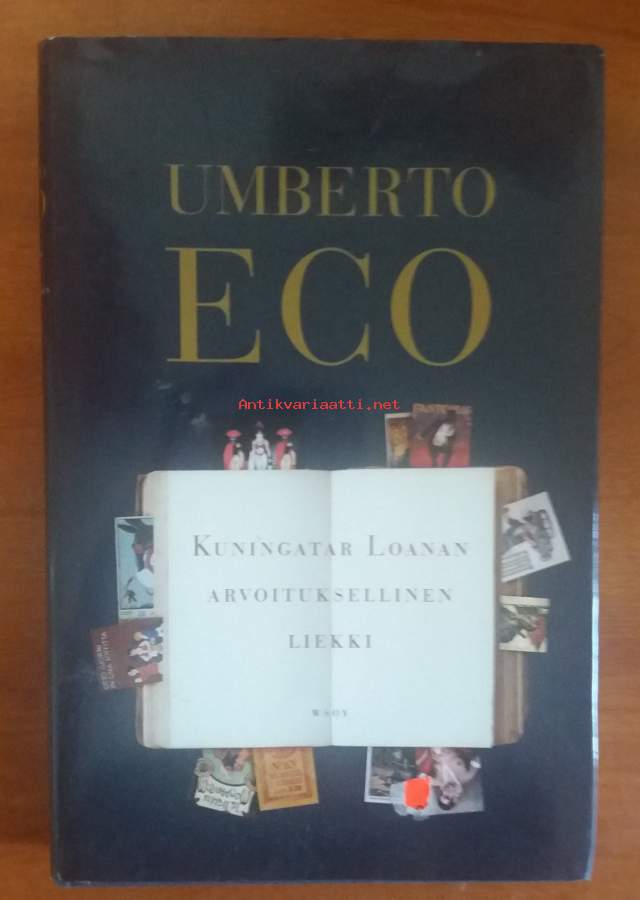 UMBERTO
ECO
Antikvariaatti.net
KUNINGATAR LOANAN
ARVOITUKSELLINEN
LIEKKI
WSOY